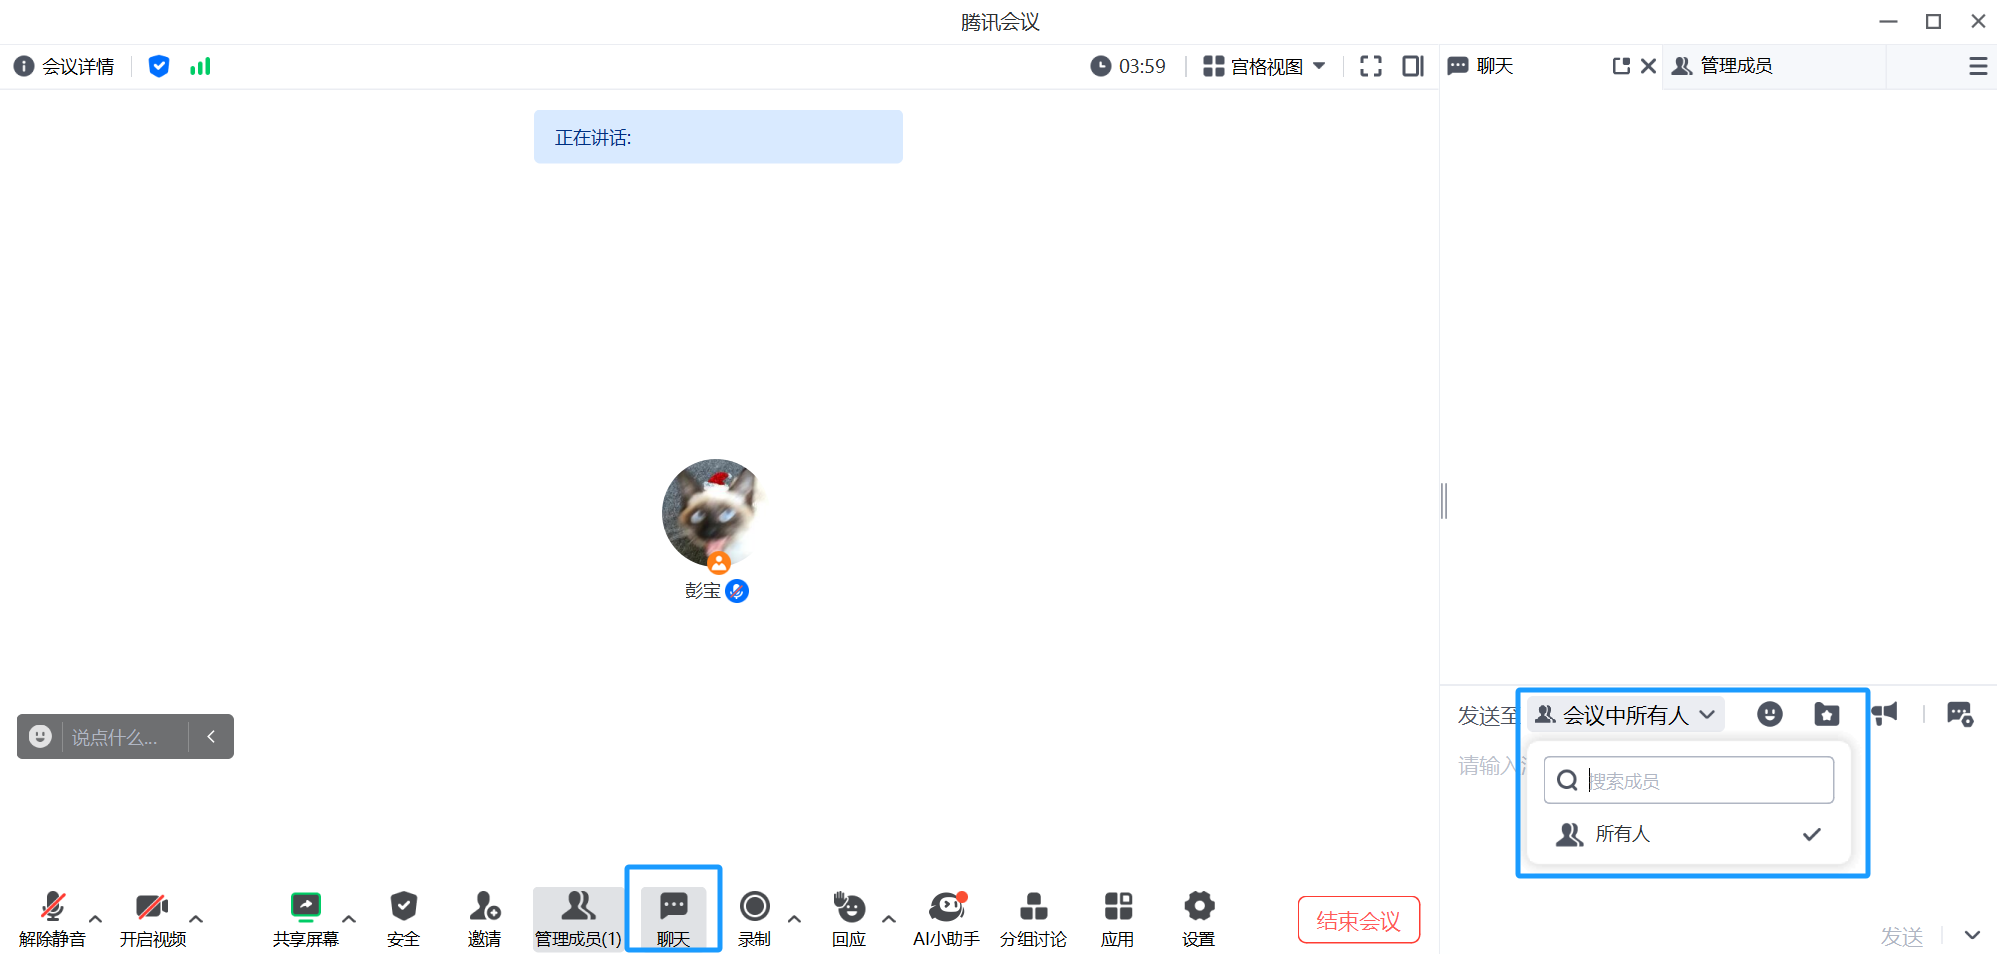 腾讯会议
会议详情
03:59
宫格视图
聊天
管理成员
正在讲话:
彭宝
说点什么...
发送至
会议中所有人
请输入
搜索成员
所有人
解除静音
开启视频
共享屏幕
安全
邀请
管理成员(1)
聊天
录制
回应
AI小助手
分组讨论
应用
设置
结束会议
发送